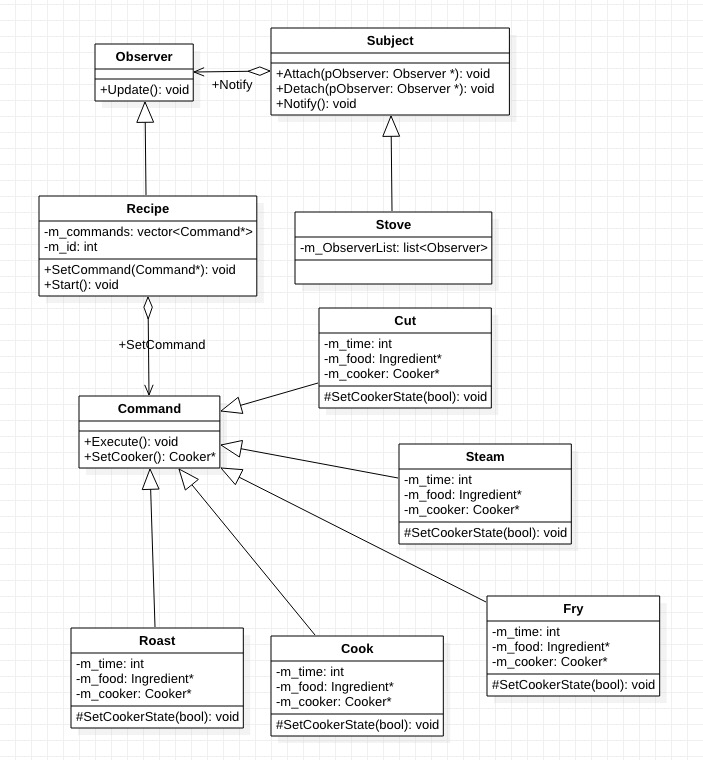 Observer
+Update(): void
+Notify
Subject
+Attach(pObserver: Observer *): void
+Detach(pObserver: Observer *): void
+Notify(): void
Recipe
-m_commands: vector<Command*>
-m_id: int
+SetCommand(Command*): void
+Start(): void
Stove
-m_ObserverList: list<Observer>
+SetCommand
Cut
-m_time: int
-m_food: Ingredient*
-m_cooker: Cooker*
#SetCookerState(bool): void
Command
+Execute(): void
+SetCooker(): Cooker*
Steam
-m_time: int
-m_food: Ingredient*
-m_cooker: Cooker*
#SetCookerState(bool): void
Fry
-m_time: int
-m_food: Ingredient*
-m_cooker: Cooker*
#SetCookerState(bool): void
Roast
-m_time: int
-m_food: Ingredient*
-m_cooker: Cooker*
#SetCookerState(bool): void
Cook
-m_time: int
-m_food: Ingredient*
-m_cooker: Cooker*
#SetCookerState(bool): void